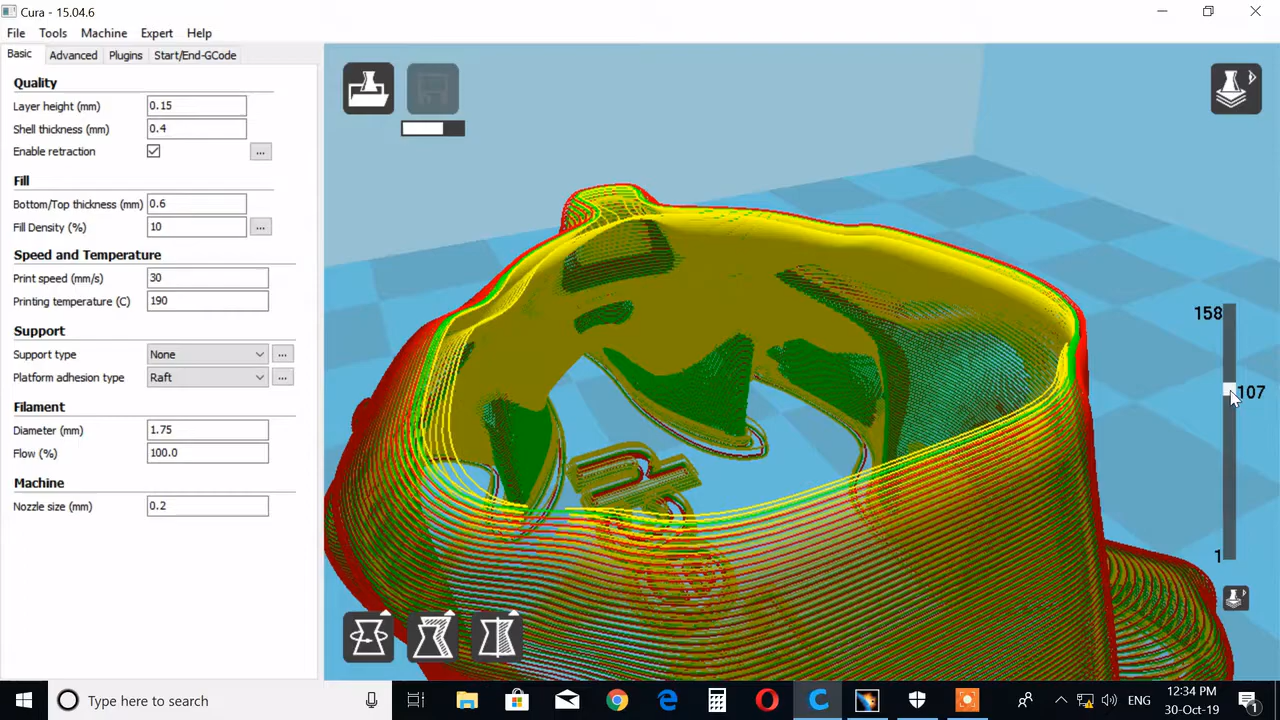 Cura - 15.04.6
File Tools Machine Expert Help
Basic Advanced Plugins Start/End-GCode
Quality
Layer height (mm) 0.15
Shell thickness (mm) 0.4
Enable retraction ...
Fill
Bottom/Top thickness (mm) 0.6
Fill Density (%) 10 ...
Speed and Temperature
Print speed (mm/s) 30
Printing temperature (C) 190
Support
Support type None ...
Platform adhesion type Raft ...
Filament
Diameter (mm) 1.75
Flow (%) 100.0
Machine
Nozzle size (mm) 0.2
158
107
1
Type here to search
ENG
12:34 PM
30-Oct-19
1